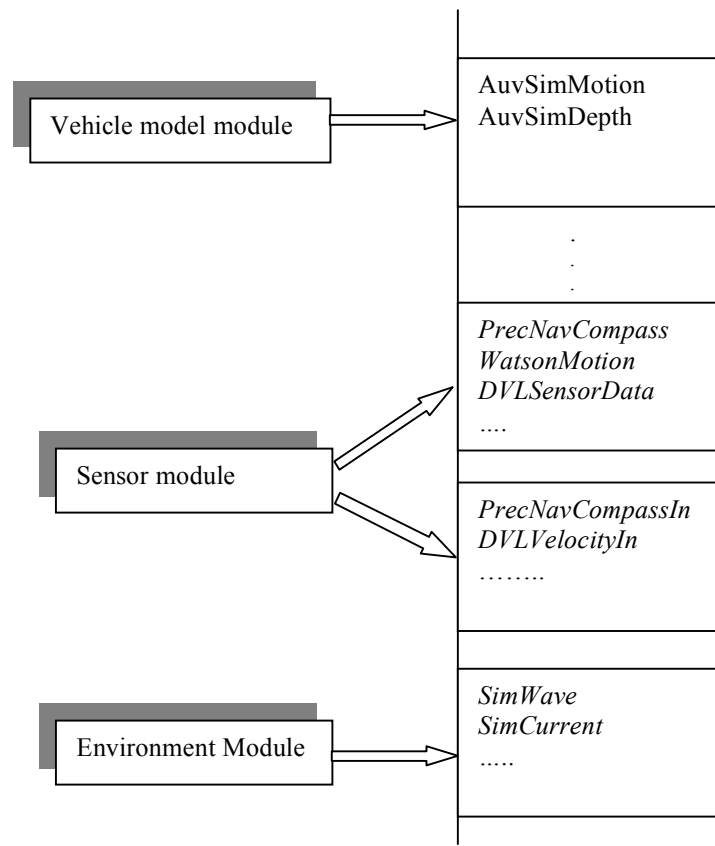 Vehicle model module
AuvSimMotion
AuvSimDepth
.
.
.
PrecNavCompass
WatsonMotion
DVLSensorData
….
Sensor module
PrecNavCompassIn
DVLVelocityIn
……..
Environment Module
SimWave
SimCurrent
…..